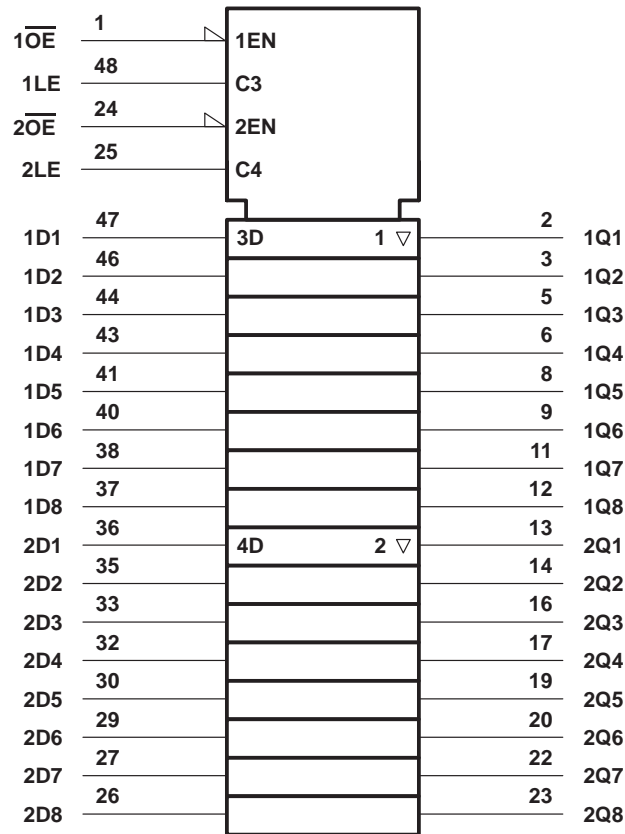 1O̅E̅ 1 1EN
1LE 48 C3
2O̅E̅ 24 2EN
2LE 25 C4
1D1 47 3D 1 ▽ 2 1Q1
1D2 46 3 1Q2
1D3 44 5 1Q3
1D4 43 6 1Q4
1D5 41 8 1Q5
1D6 40 9 1Q6
1D7 38 11 1Q7
1D8 37 12 1Q8
2D1 36 4D 2 ▽ 13 2Q1
2D2 35 14 2Q2
2D3 33 16 2Q3
2D4 32 17 2Q4
2D5 30 19 2Q5
2D6 29 20 2Q6
2D7 27 22 2Q7
2D8 26 23 2Q8